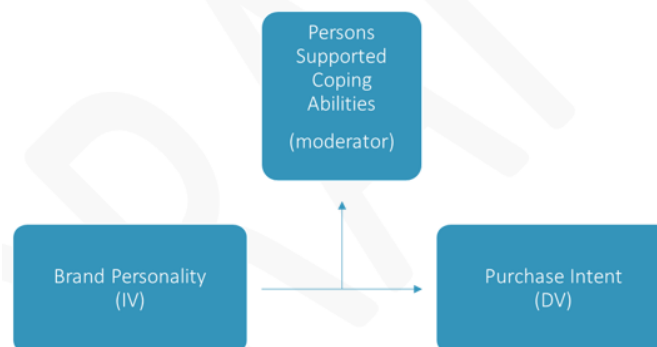 Persons
Supported
Coping
Abilities
(moderator)
Brand Personality
(IV)
Purchase Intent
(DV)